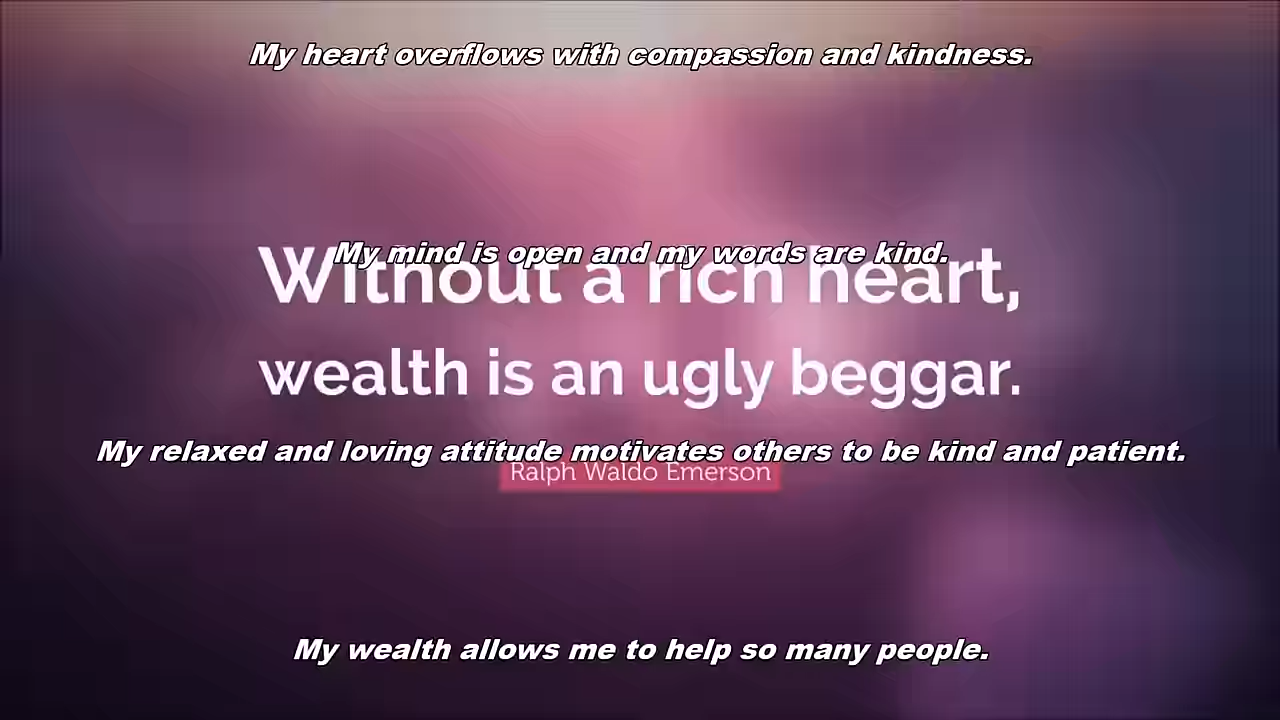 My heart overflows with compassion and kindness.
My mind is open and my words are kind.
Without a rich heart,
wealth is an ugly beggar.
My relaxed and loving attitude motivates others to be kind and patient.
Ralph Waldo Emerson
My wealth allows me to help so many people.